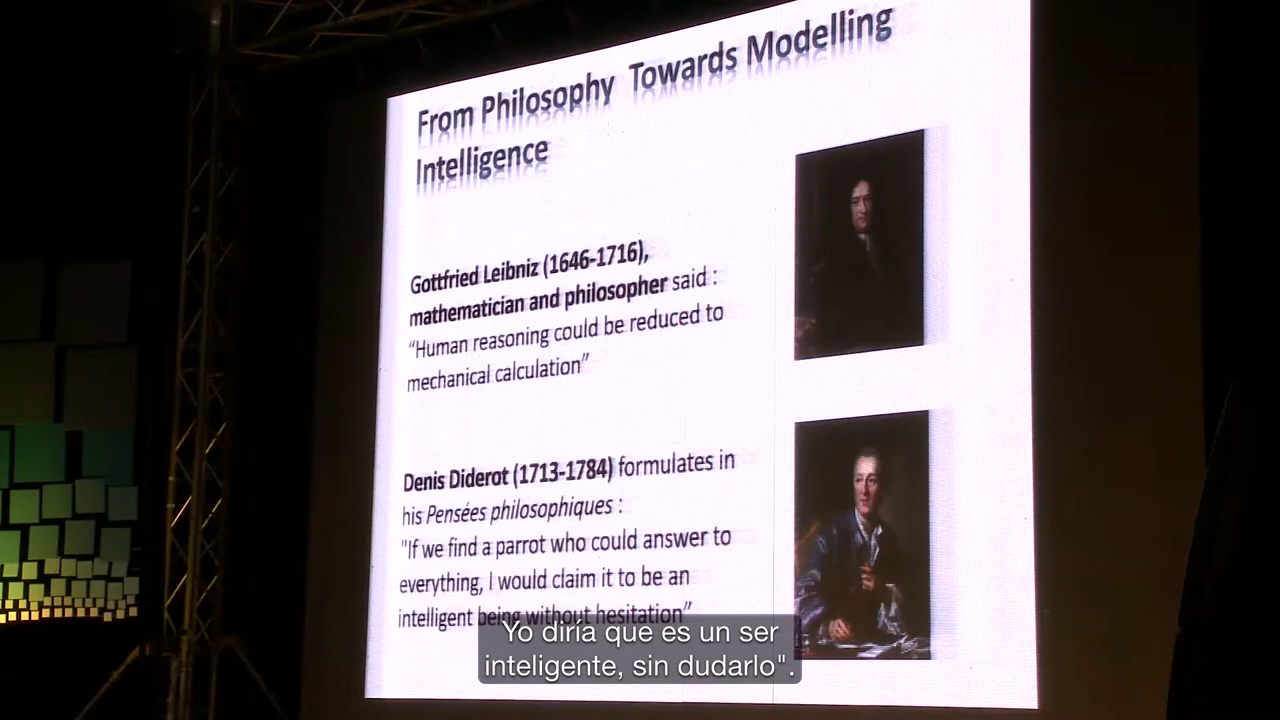 From Philosophy Towards Modelling
Intelligence
Gottfried Leibniz (1646-1716),
mathematician and philosopher said :
“Human reasoning could be reduced to
mechanical calculation”
Denis Diderot (1713-1784) formulates in
his Pensées philosophiques :
"If we find a parrot who could answer to
everything, I would claim it to be an
intelligent being without hesitation”
Yo diría que es un ser
inteligente, sin dudarlo".